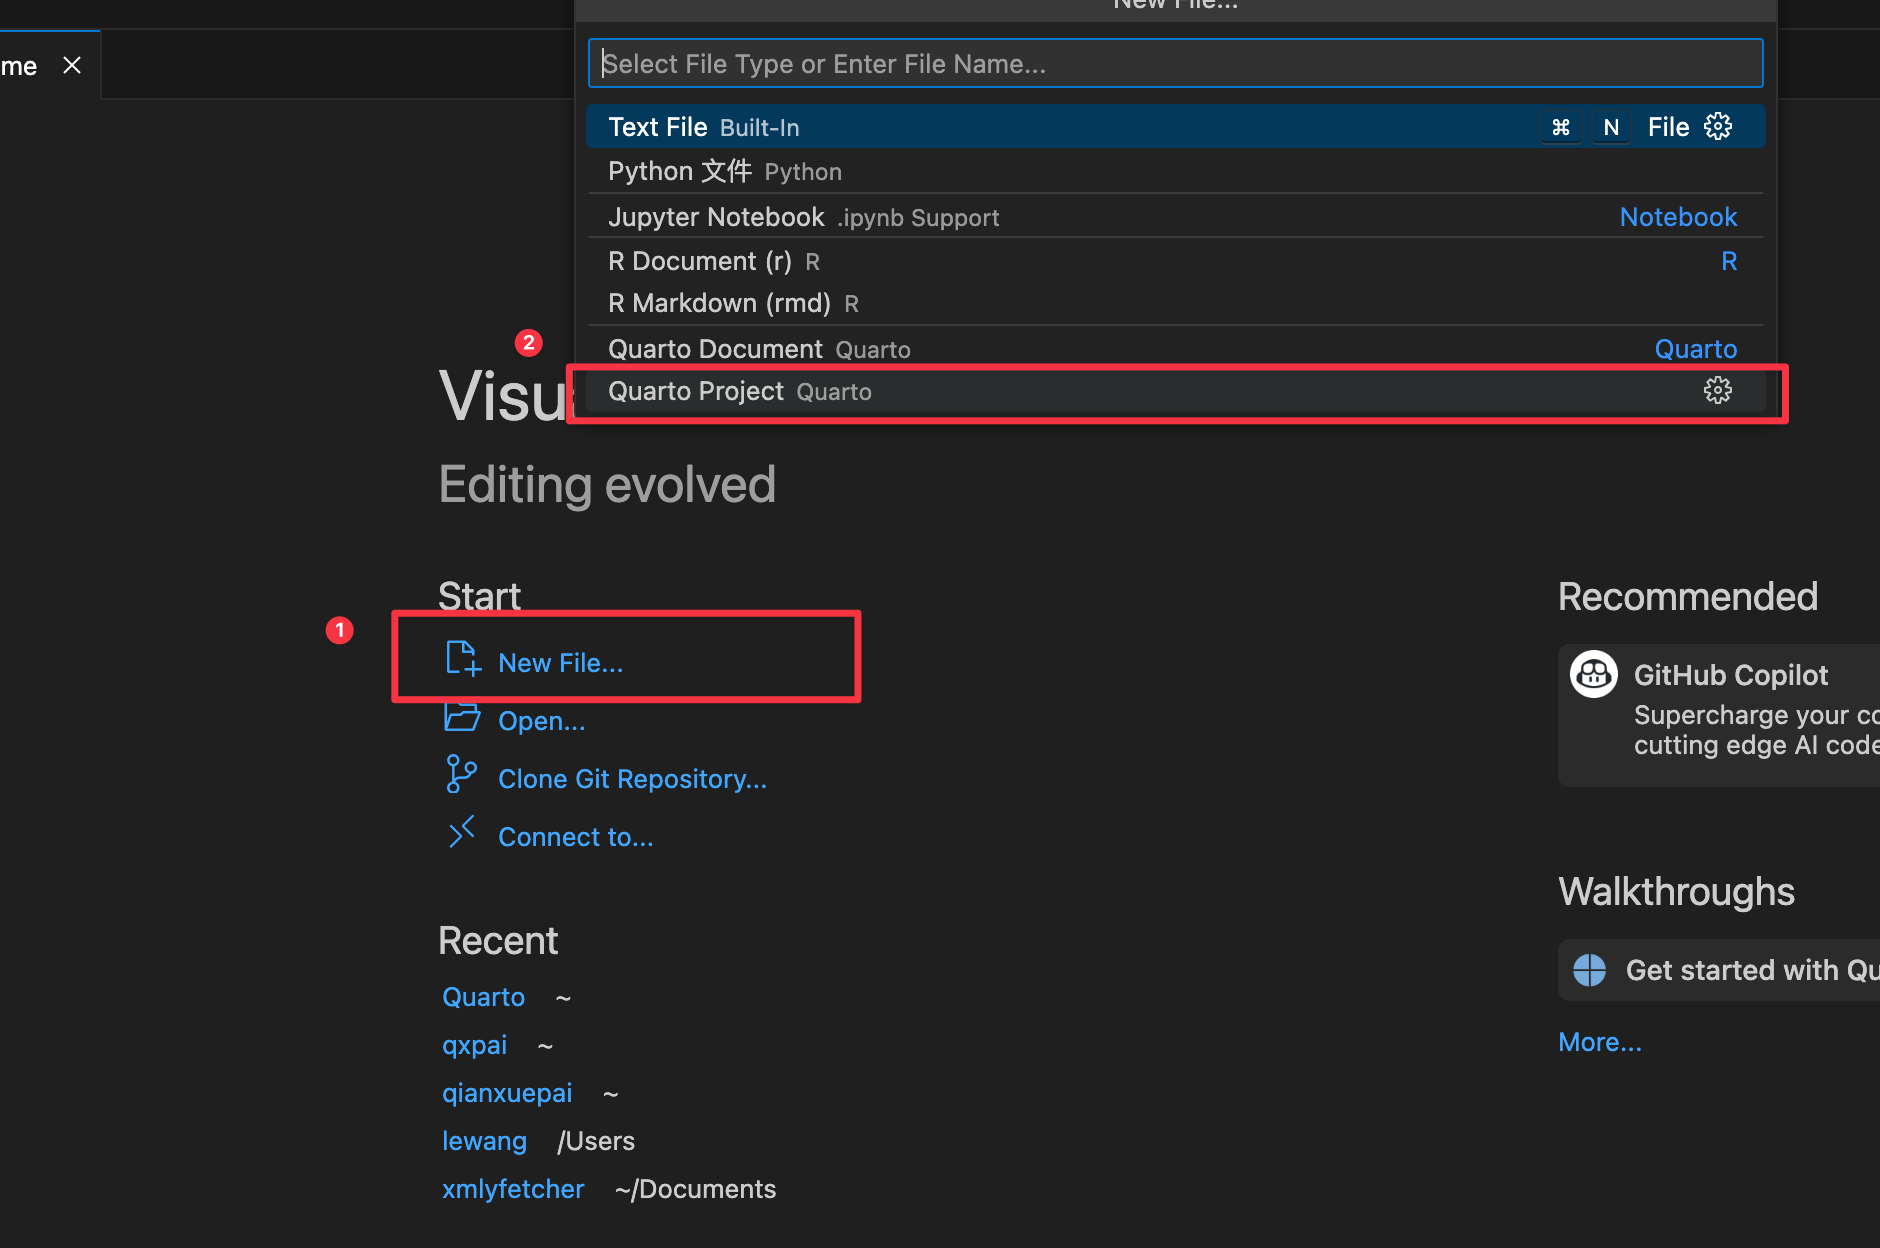 New File...
me
Select File Type or Enter File Name...
Text File Built-In ⌘ N File
Python 文件 Python
Jupyter Notebook .ipynb Support Notebook
R Document (r) R R
R Markdown (rmd) R
2
Quarto Document Quarto Quarto
Quarto Project Quarto
Visu
Editing evolved
Start
1
New File...
Open...
Clone Git Repository...
Connect to...
Recent
Quarto ~
qxpai ~
qianxuepai ~
lewang /Users
xmlyfetcher ~/Documents
Recommended
GitHub Copilot
Supercharge your co
cutting edge AI code
Walkthroughs
Get started with Qu
More...